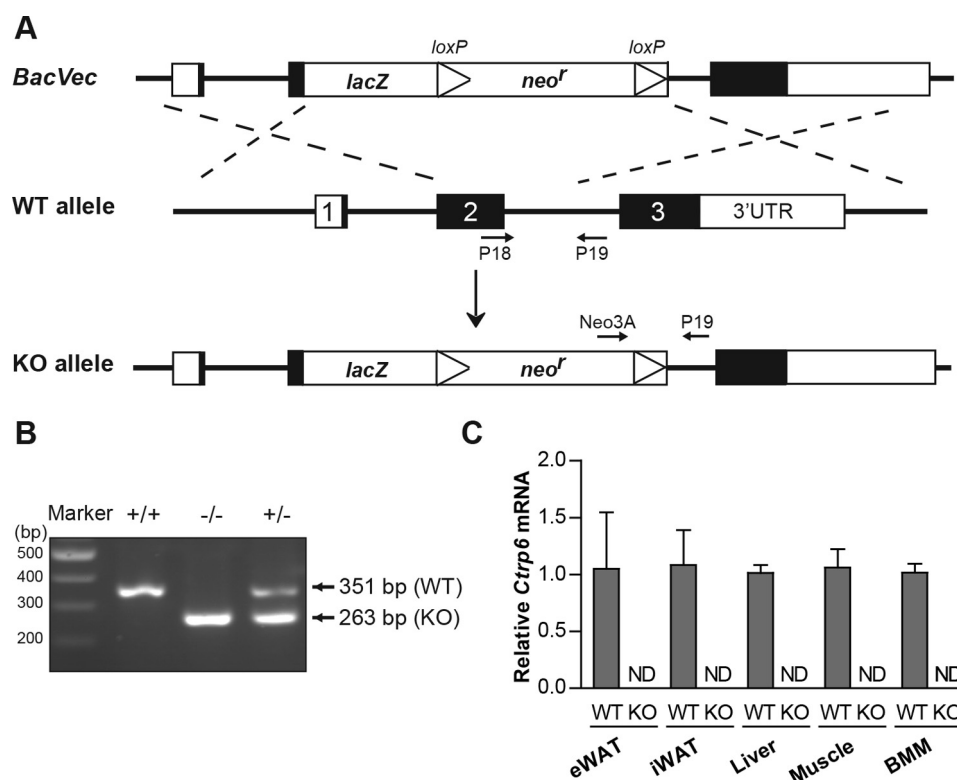 A
loxP loxP
BacVec lacZ neoʳ
WT allele 1 2 3 3'UTR
P18 P19
Neo3A P19
KO allele lacZ neoʳ
B
Marker +/+ -/- +/-
(bp)
500
400
351 bp (WT)
300
263 bp (KO)
200
C
Relative Ctrp6 mRNA
2.0
1.5
1.0
0.5
0.0
ND ND ND ND ND
WT KO WT KO WT KO WT KO WT KO
eWAT iWAT Liver Muscle BMM